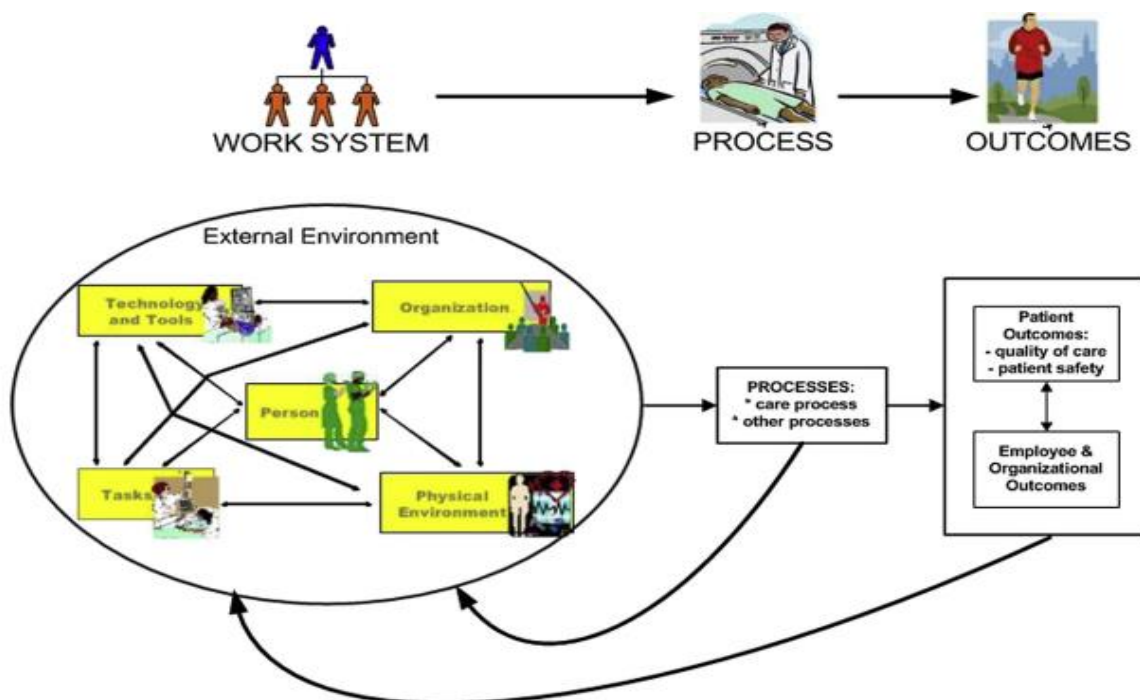 WORK SYSTEM
PROCESS
OUTCOMES
External Environment
Technology
and Tools
Organization
Person
Tasks
Physical
Environment
PROCESSES:
* care process
* other processes
Patient
Outcomes:
- quality of care
- patient safety
Employee &
Organizational
Outcomes